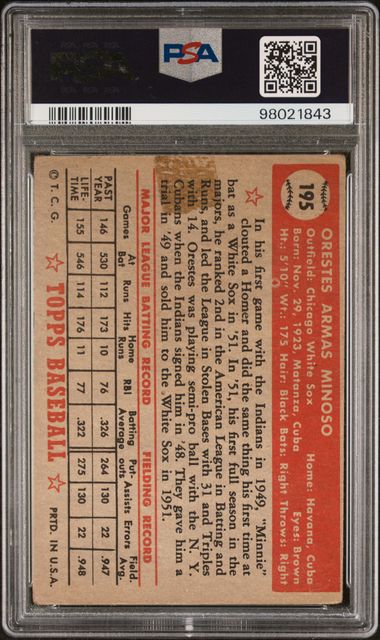 PSA
98021843
195
ORESTES ARMAS MINOSO
Outfield: Chicago White Sox Home: Havana, Cuba
Born: Nov. 29, 1923, Matanza, Cuba Eyes: Brown
Ht.: 5'10" Wt.: 175 Hair: Black Bats: Right Throws: Right
In his first game with the Indians in 1949, "Minnie"
clouted a Homer and did the same thing his first time at
bat as a White Sox in '51. In '51, his first full season in the
majors, he ranked 2nd in the American League in Batting and
Runs, and led the League in Stolen Bases with 31 and Triples
with 14. Orestes was playing semi-pro ball with the N. Y.
Cubans when the Indians signed him in '48. They gave him a
trial in '49 and sold him to the White Sox in 1951.
MAJOR LEAGUE BATTING RECORD FIELDING RECORD
Games At Bat Runs Hits Home Runs RBI Batting Average Put-outs Assists Errors Field. Avg.
PAST YEAR 146 530 112 173 10 76 .326 264 130 22 .947
LIFE-TIME 155 546 114 176 11 77 .322 275 130 22 .948
© T. C. G. TOPPS BASEBALL PRTD. IN U.S.A.